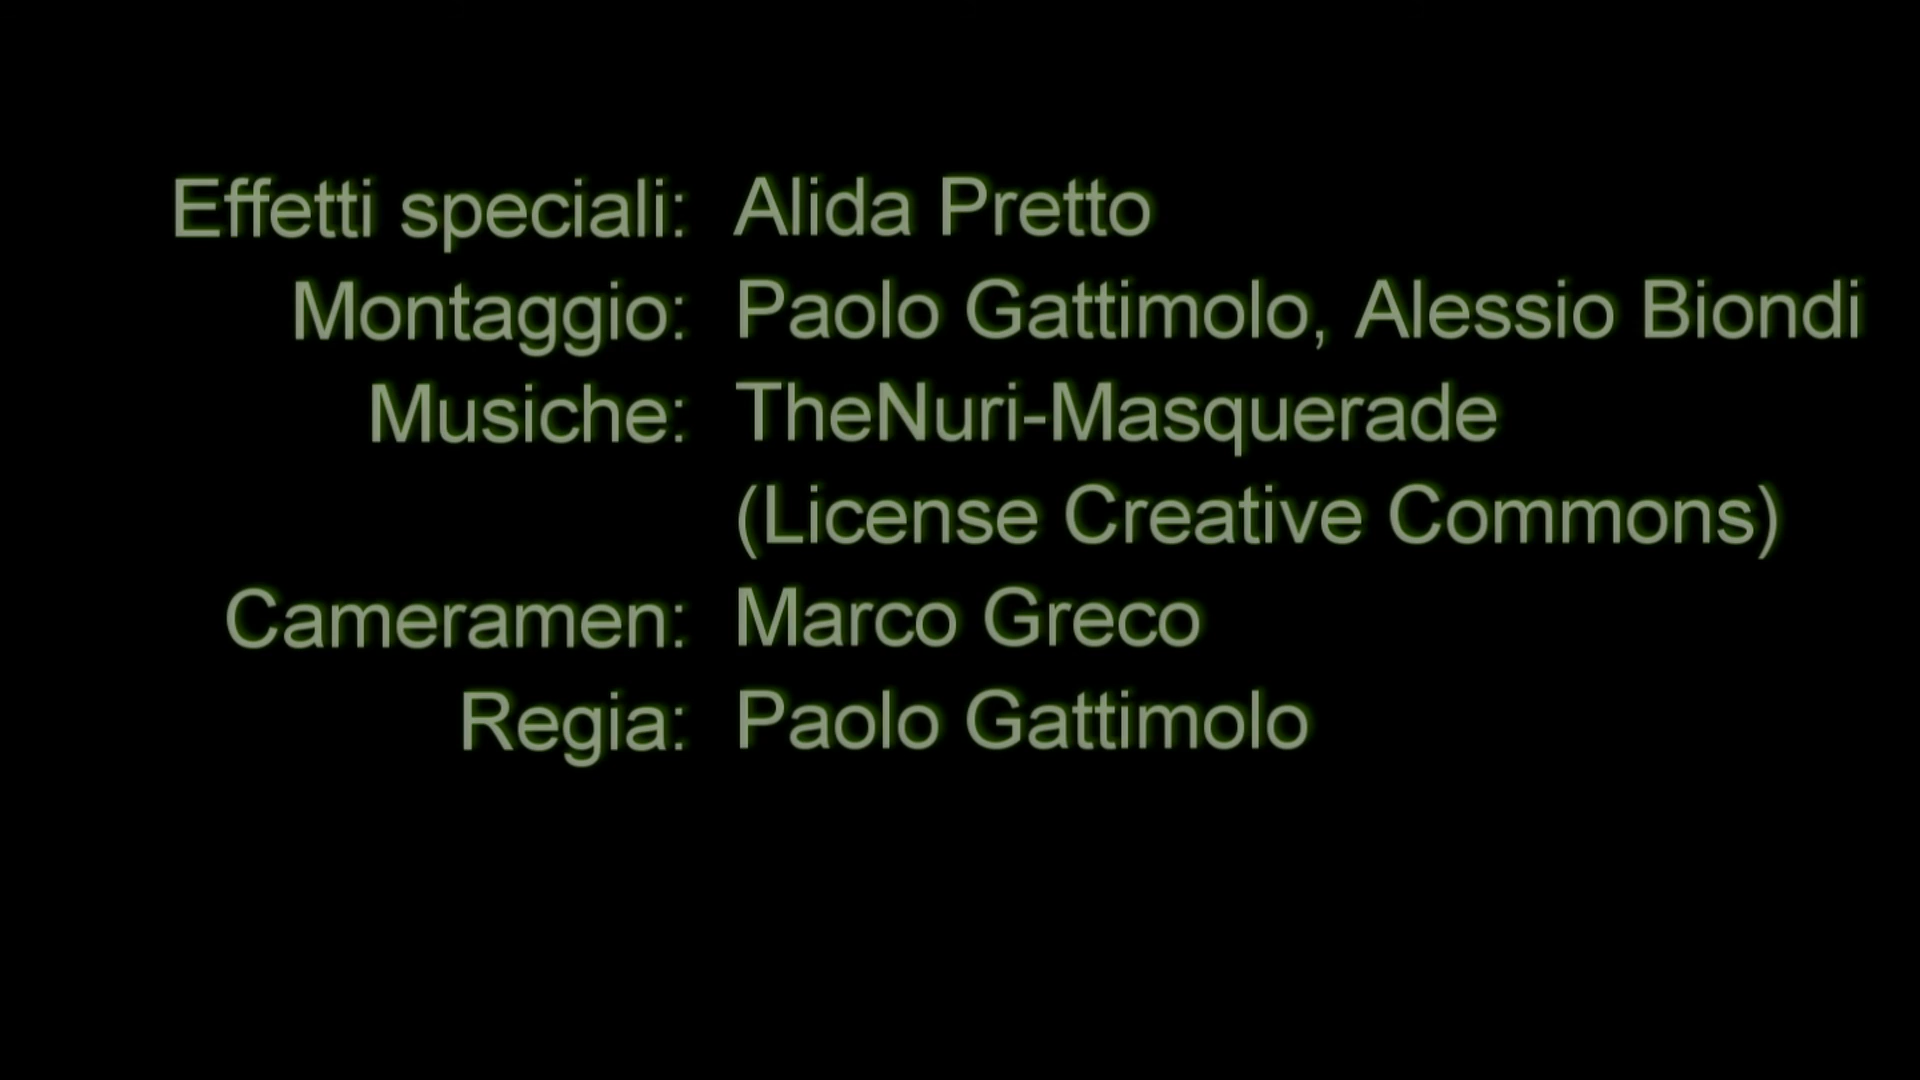 Effetti speciali: Alida Pretto
Montaggio: Paolo Gattimolo, Alessio Biondi
Musiche: TheNuri-Masquerade
(License Creative Commons)
Cameramen: Marco Greco
Regia: Paolo Gattimolo